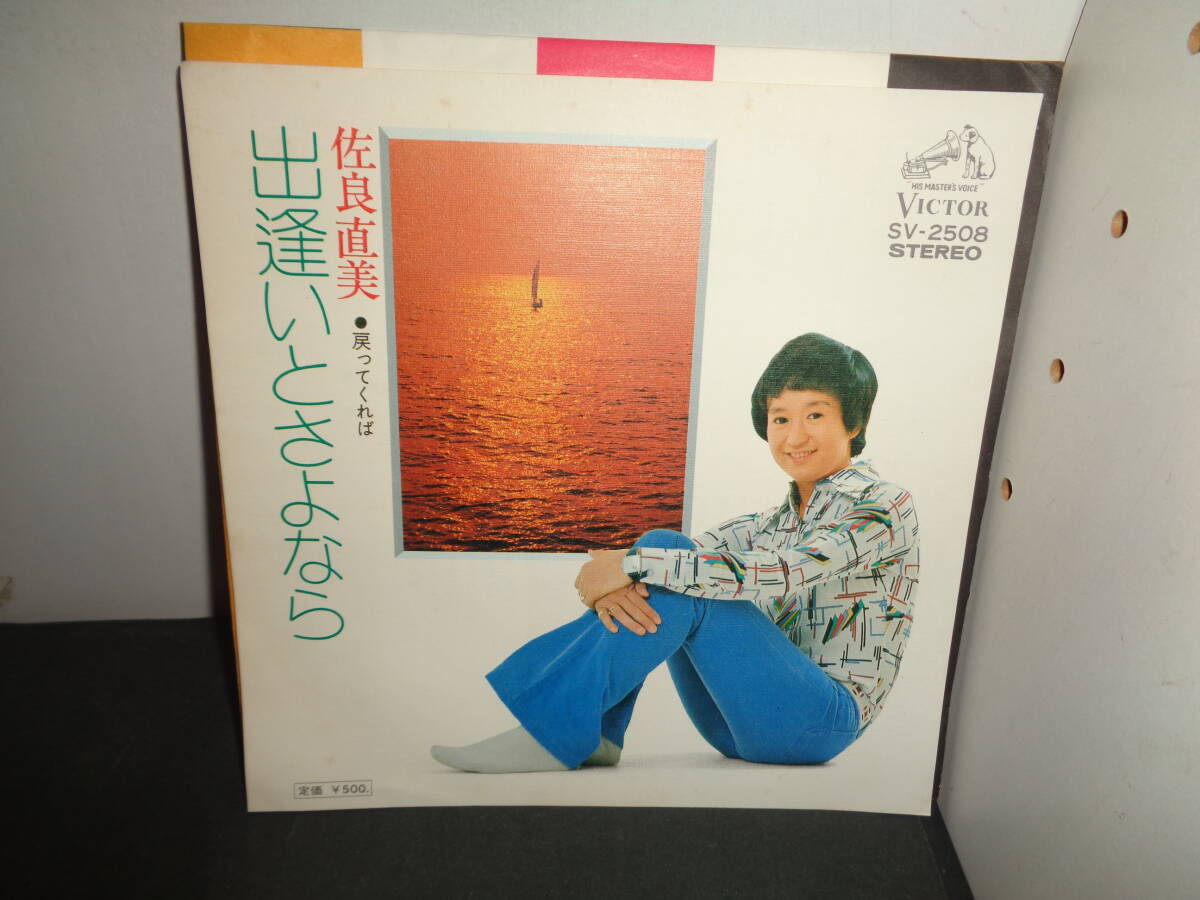 出逢いとさよなら
佐良直美
●戻ってくれば
"HIS MASTER'S VOICE"
VICTOR
SV-2508
STEREO
定価 ¥500.